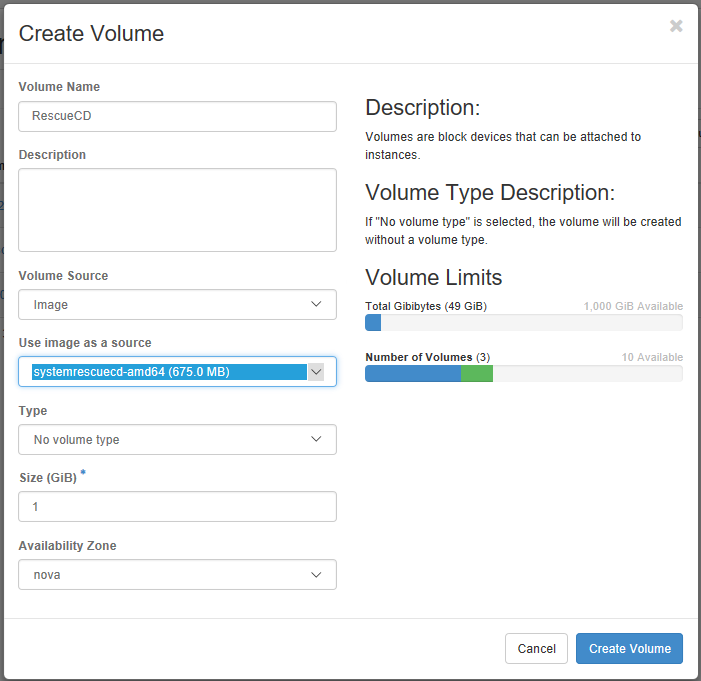 Create Volume
×
Volume Name
RescueCD
Description
Volume Source
Image
Use image as a source
systemrescuecd-amd64 (675.0 MB)
Type
No volume type
Size (GiB) *
1
Availability Zone
nova
Description:
Volumes are block devices that can be attached to
instances.
Volume Type Description:
If "No volume type" is selected, the volume will be created
without a volume type.
Volume Limits
Total Gibibytes (49 GiB) 1,000 GiB Available
Number of Volumes (3) 10 Available
Cancel
Create Volume